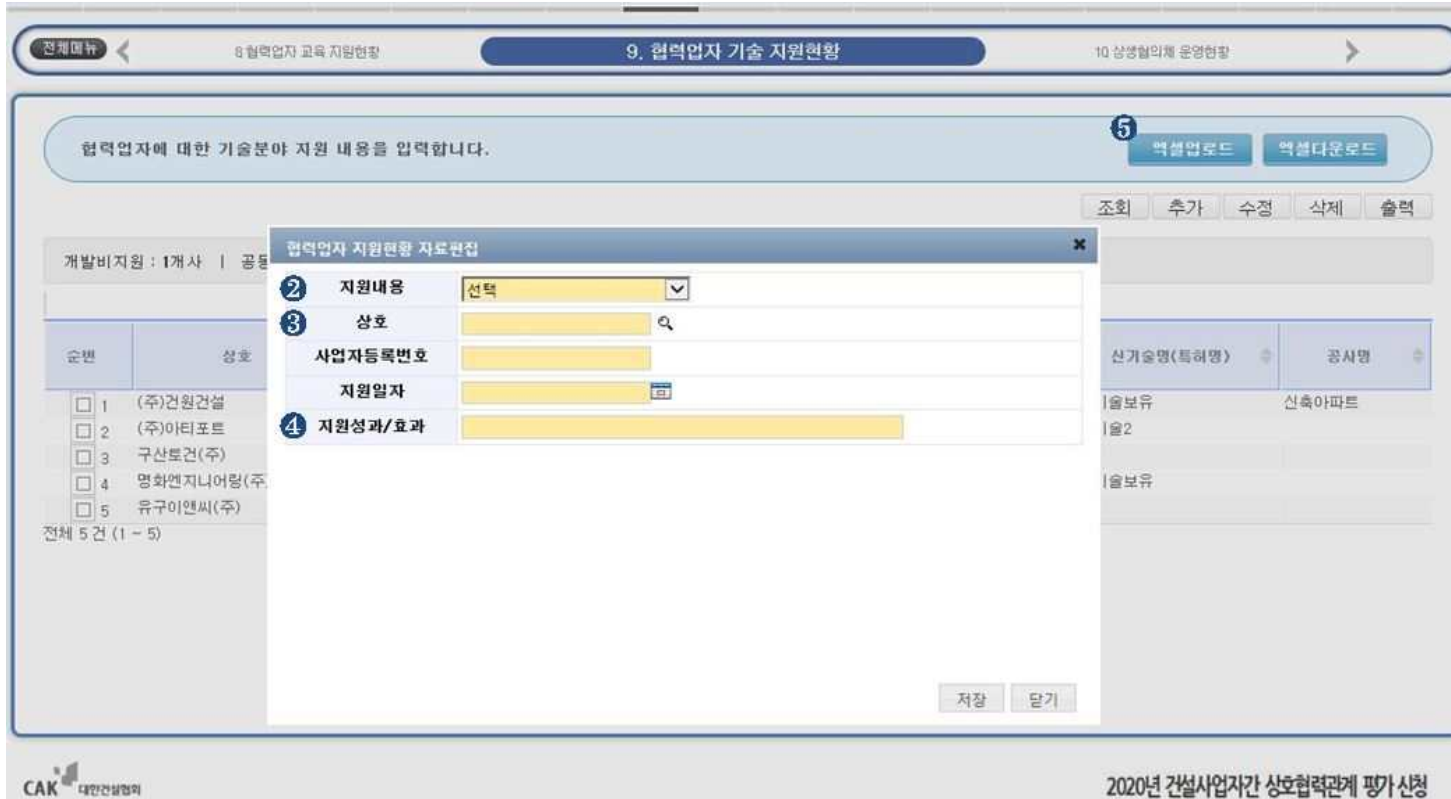 전체메뉴 8 협력업자 교육 지원현황 9. 협력업자 기술 지원현황 10 상생협의체 운영현황
5
협력업자에 대한 기술분야 지원 내용을 입력합니다. 엑셀업로드 엑셀다운로드
조회 추가 수정 삭제 출력
협력업자 지원현황 자료편집
개발비지원 : 1개사 | 공동
2 지원내용 선택
3 상호
사업자등록번호
지원일자
4 지원성과/효과
저장 닫기
순번 상호 신기술명(특허명) 공사명
1 (주)건원건설 기술보유 신축아파트
2 (주)아티포트 기술2
3 구산토건(주)
4 명화엔지니어링(주) 기술보유
5 유구이앤씨(주)
전체 5 건 (1 ~ 5)
CAK 대한건설협회
2020년 건설사업자간 상호협력관계 평가 신청